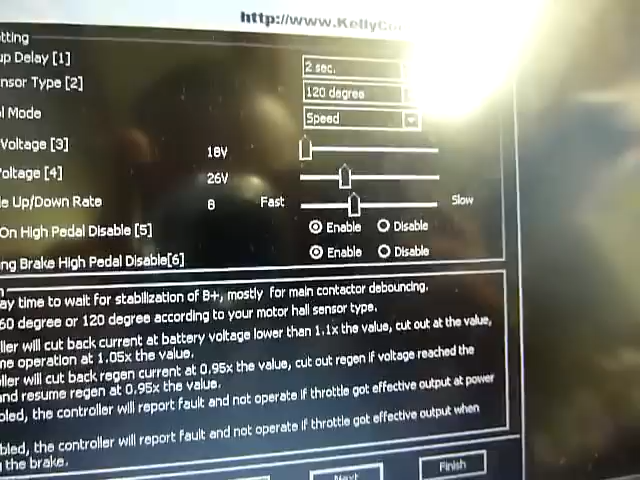 http://www.KellyCo
tting
up Delay [1] 2 sec.
nsor Type [2] 120 degree
l Mode Speed
Voltage [3] 18V
oltage [4] 26V
le Up/Down Rate 8 Fast Slow
On High Pedal Disable [5] Enable Disable
ng Brake High Pedal Disable[6] Enable Disable
ay time to wait for stabilization of B+, mostly for main contactor debouncing.
60 degree or 120 degree according to your motor hall sensor type.
ller will cut back current at battery voltage lower than 1.1x the value, cut out at the value,
me operation at 1.05x the value.
ller will cut back regen current at 0.95x the value, cut out regen if voltage reached the
and resume regen at 0.95x the value.
bled, the controller will report fault and not operate if throttle got effective output at power
bled, the controller will report fault and not operate if throttle got effective output when
g the brake.
Next Finish